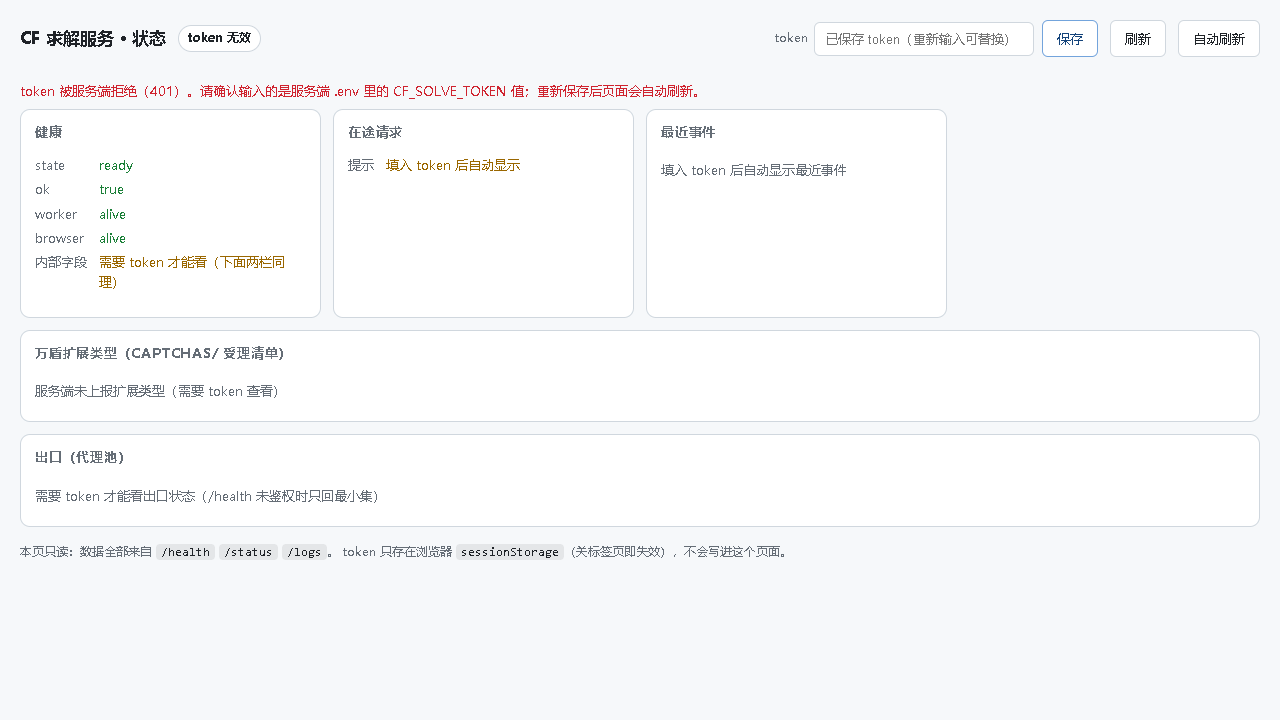 CF 求解服务 · 状态 token 无效 token 已保存 token（重新输入可替换） 保存 刷新 自动刷新
token 被服务端拒绝（401）。请确认输入的是服务端 .env 里的 CF_SOLVE_TOKEN 值；重新保存后页面会自动刷新。
健康
state ready
ok true
worker alive
browser alive
内部字段 需要 token 才能看（下面两栏同
理）
在途请求
提示 填入 token 后自动显示
最近事件
填入 token 后自动显示最近事件
万盾扩展类型（CAPTCHAS/ 受理清单）
服务端未上报扩展类型（需要 token 查看）
出口（代理池）
需要 token 才能看出口状态（/health 未鉴权时只回最小集）
本页只读：数据全部来自 /health /status /logs。 token 只存在浏览器 sessionStorage（关标签页即失效），不会写进这个页面。